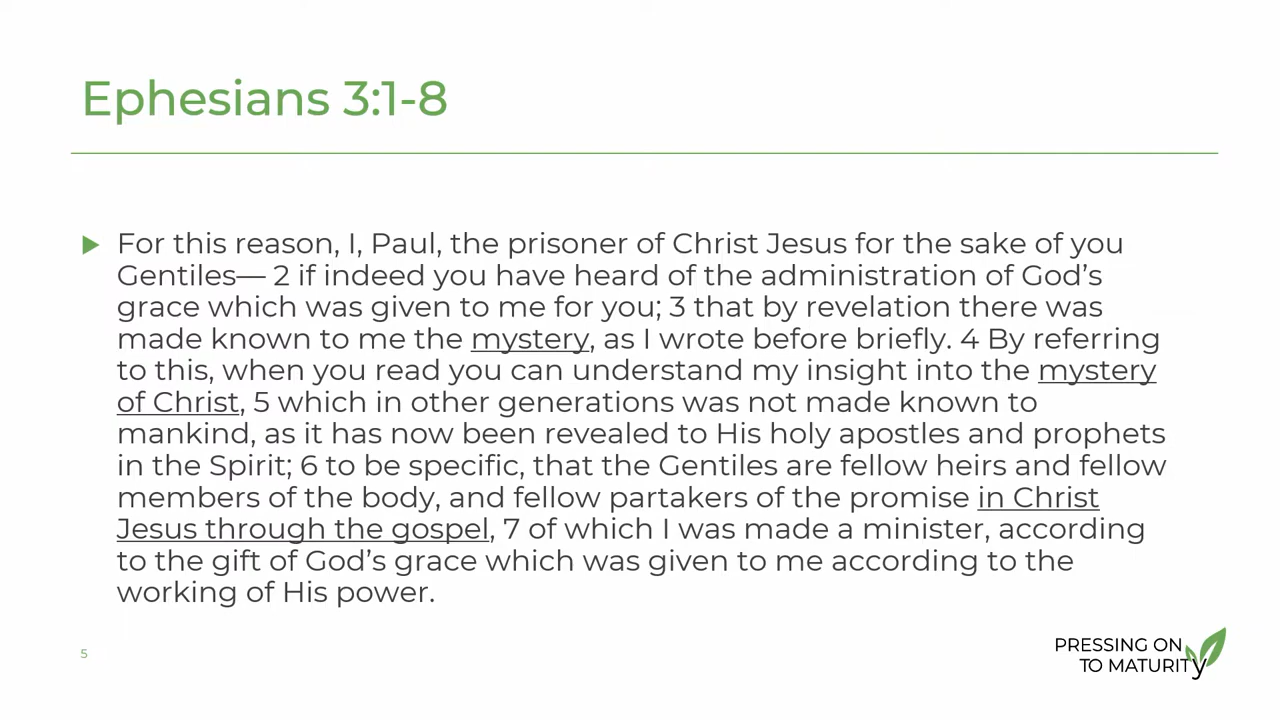 Ephesians 3:1-8
For this reason, I, Paul, the prisoner of Christ Jesus for the sake of you
Gentiles— 2 if indeed you have heard of the administration of God’s
grace which was given to me for you; 3 that by revelation there was
made known to me the mystery, as I wrote before briefly. 4 By referring
to this, when you read you can understand my insight into the mystery
of Christ, 5 which in other generations was not made known to
mankind, as it has now been revealed to His holy apostles and prophets
in the Spirit; 6 to be specific, that the Gentiles are fellow heirs and fellow
members of the body, and fellow partakers of the promise in Christ
Jesus through the gospel, 7 of which I was made a minister, according
to the gift of God’s grace which was given to me according to the
working of His power.
5
PRESSING ON
TO MATURITy